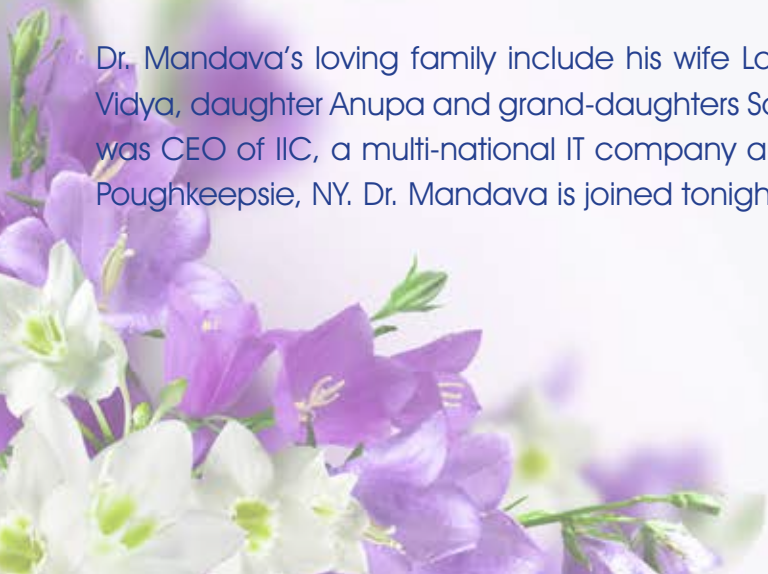 Dr. Mandava's loving family include his wife
Vidya, daughter Anupa and grand-daughters
was CEO of IIC, a multi-national IT company
Poughkeepsie, NY. Dr. Mandava is joined